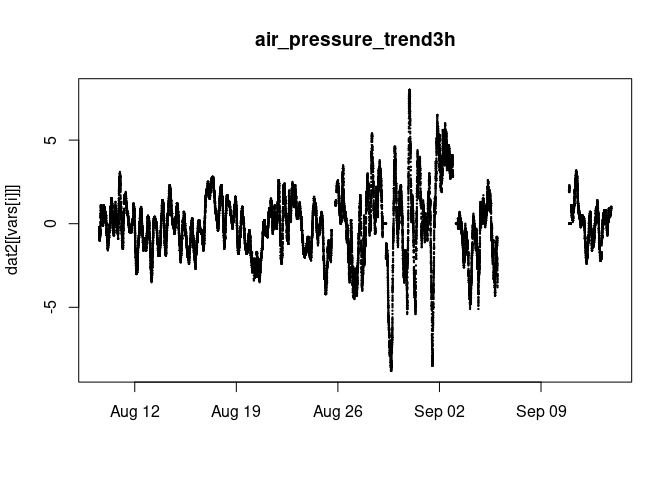 air_pressure_trend3h
dat2[[vars[i]]]
5
0
-5
Aug 12 Aug 19 Aug 26 Sep 02 Sep 09